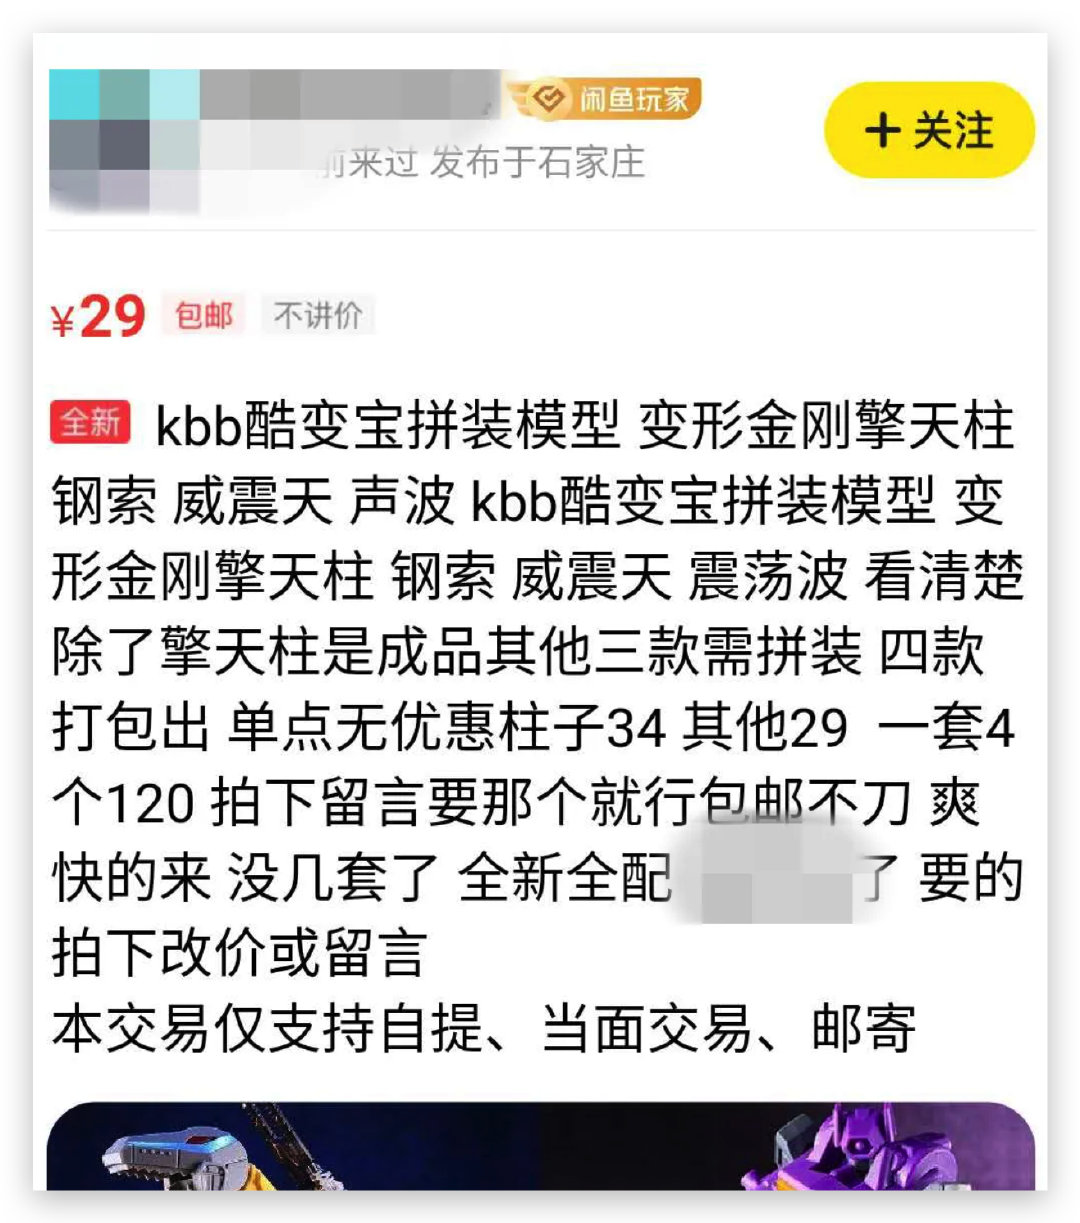 闲鱼玩家
+ 关注
前来过 发布于石家庄
¥29 包邮 不讲价
全新 kbb酷变宝拼装模型 变形金刚擎天柱
钢索 威震天 声波 kbb酷变宝拼装模型 变
形金刚擎天柱 钢索 威震天 震荡波 看清楚
除了擎天柱是成品其他三款需拼装 四款
打包出 单点无优惠柱子34 其他29 一套4
个120 拍下留言要那个就行包邮不刀 爽
快的来 没几套了 全新全配 了 要的
拍下改价或留言
本交易仅支持自提、当面交易、邮寄